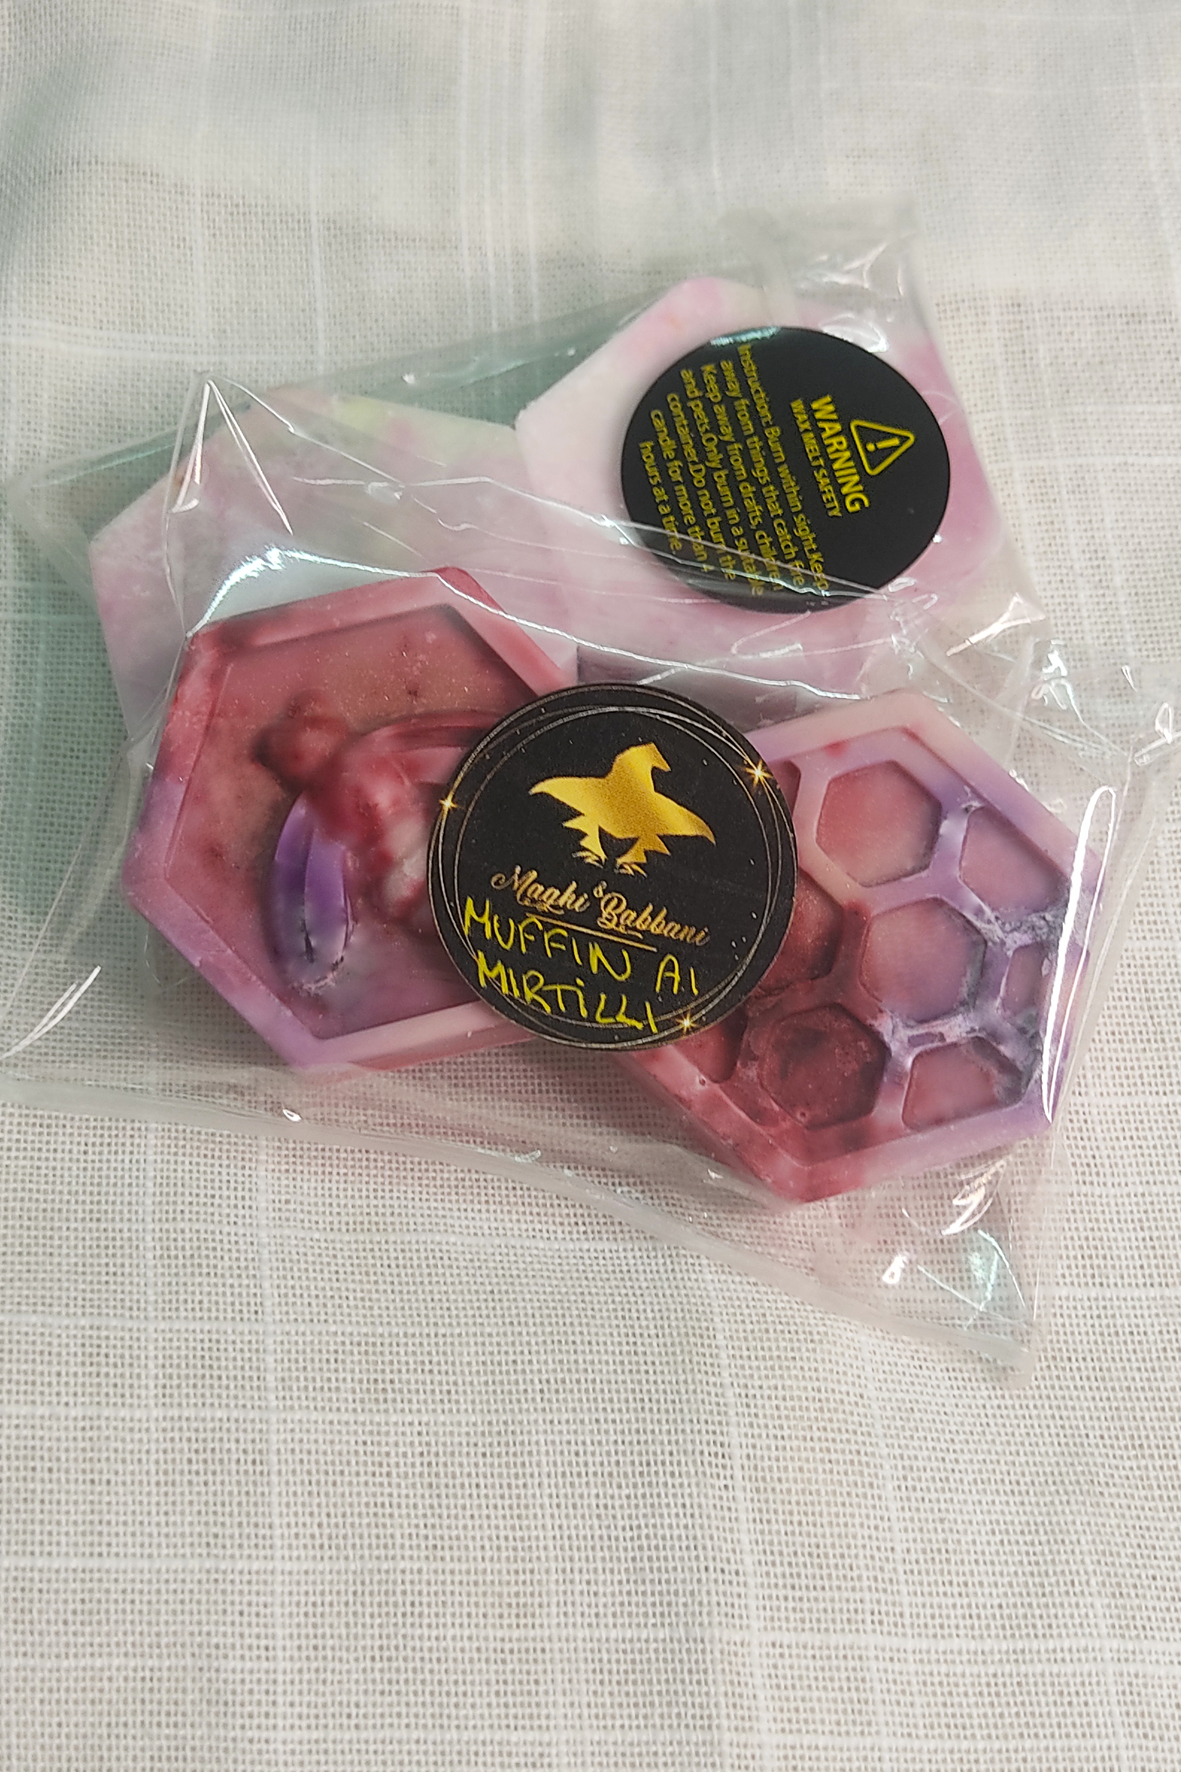 WARNING
WAX MELT SAFETY
Instruction: Burn within sight.Keep
away from things that catch fire.
Keep away from drafts, children
and pets.Only burn in a suitable
container.Do not burn the
candle for more than 4
hours at a time.
Maghi & Babbani
MUFFIN AI
MIRTILLI